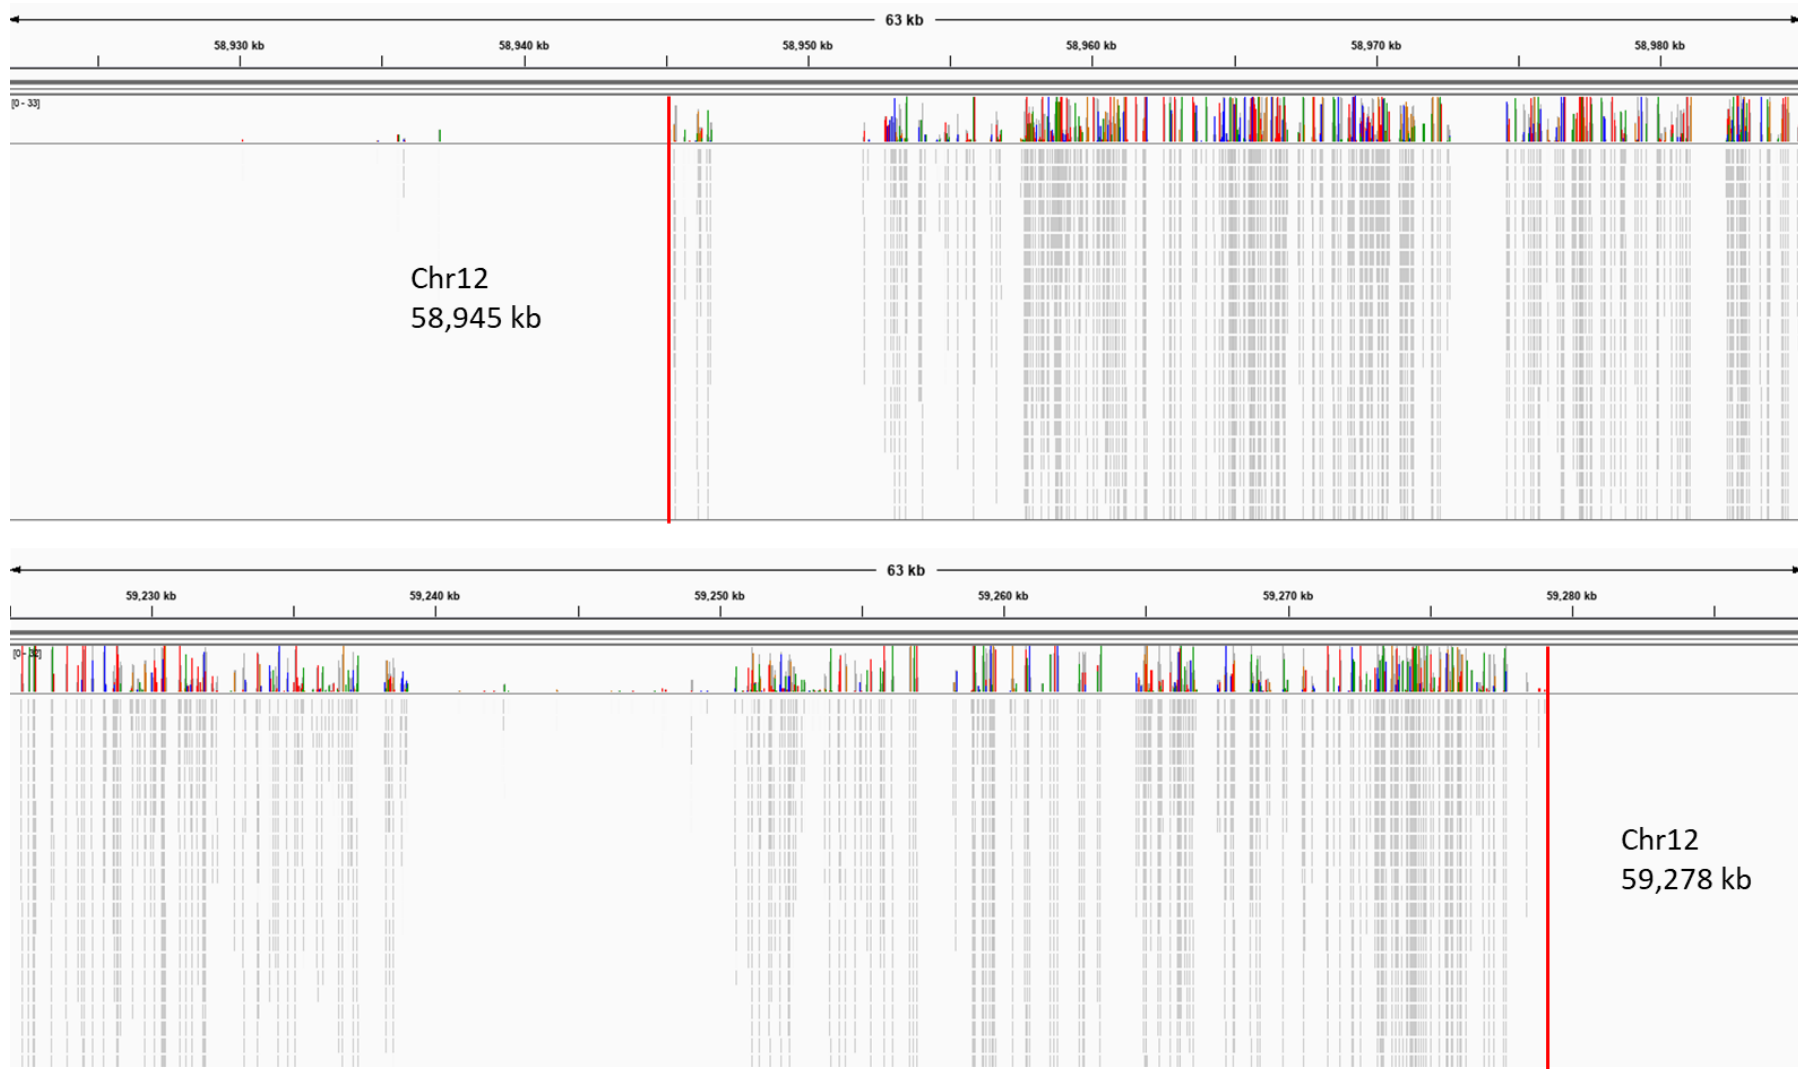 63 kb
58,930 kb 58,940 kb 58,950 kb 58,960 kb 58,970 kb 58,980 kb
[0 - 33]
Chr12
58,945 kb
63 kb
59,230 kb 59,240 kb 59,250 kb 59,260 kb 59,270 kb 59,280 kb
Chr12
59,278 kb